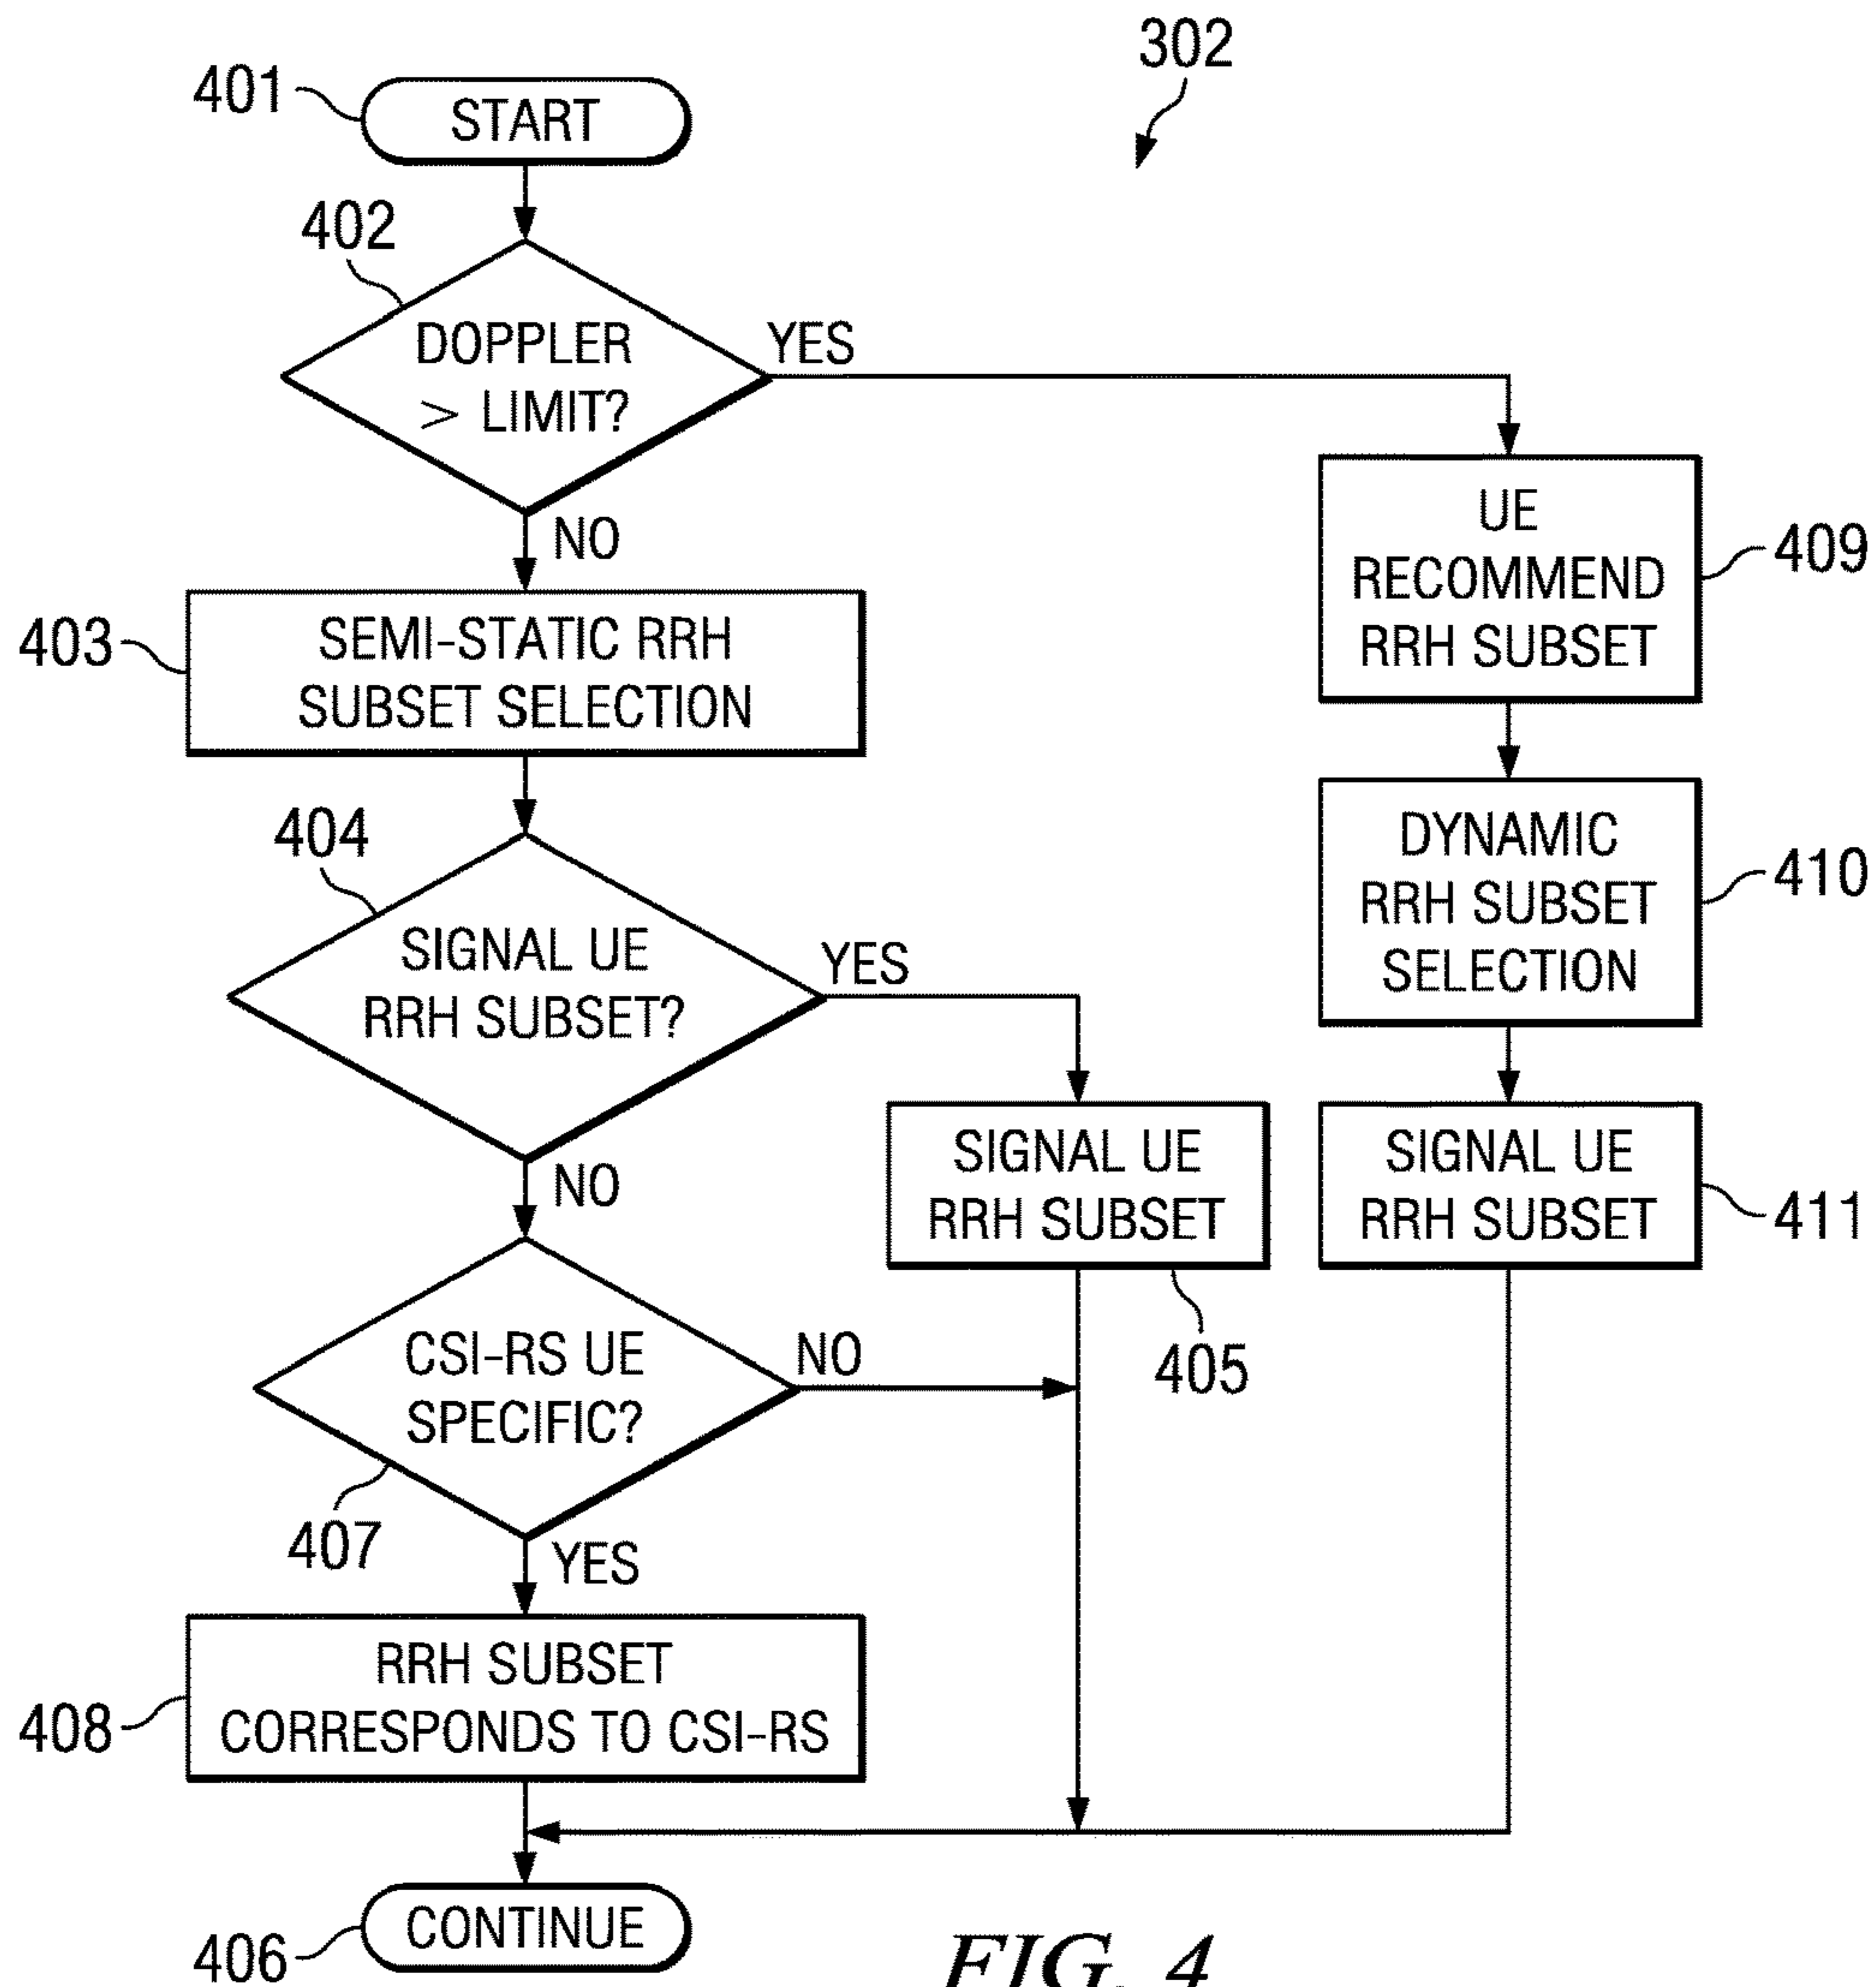 302
401
START
402
DOPPLER
> LIMIT?
YES
NO
403
SEMI-STATIC RRH
SUBSET SELECTION
404
SIGNAL UE
RRH SUBSET?
YES
NO
SIGNAL UE
RRH SUBSET
405
CSI-RS UE
SPECIFIC?
NO
407
YES
408
RRH SUBSET
CORRESPONDS TO CSI-RS
406
CONTINUE
UE
RECOMMEND
RRH SUBSET
409
DYNAMIC
RRH SUBSET
SELECTION
410
SIGNAL UE
RRH SUBSET
411
FIG. 4